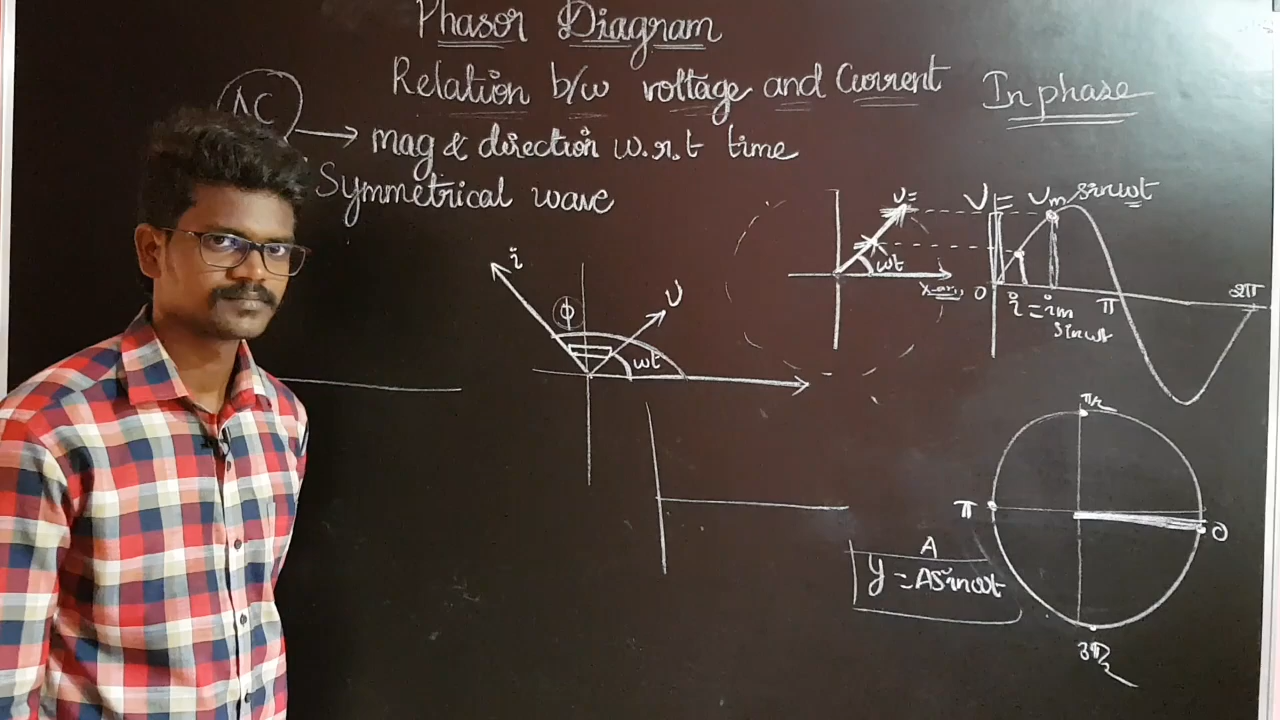 Phasor Diagram
Relation b/w voltage and Current
In phase
AC
mag & direction w.r.t time
Symmetrical wave
i
ϕ
υ
ωt
υ=
ωt
x-axis
V = Vm sinωt
0
i = im
sinωt
π
2π
π/2
π
0
3π/2
A
y = A sinωt